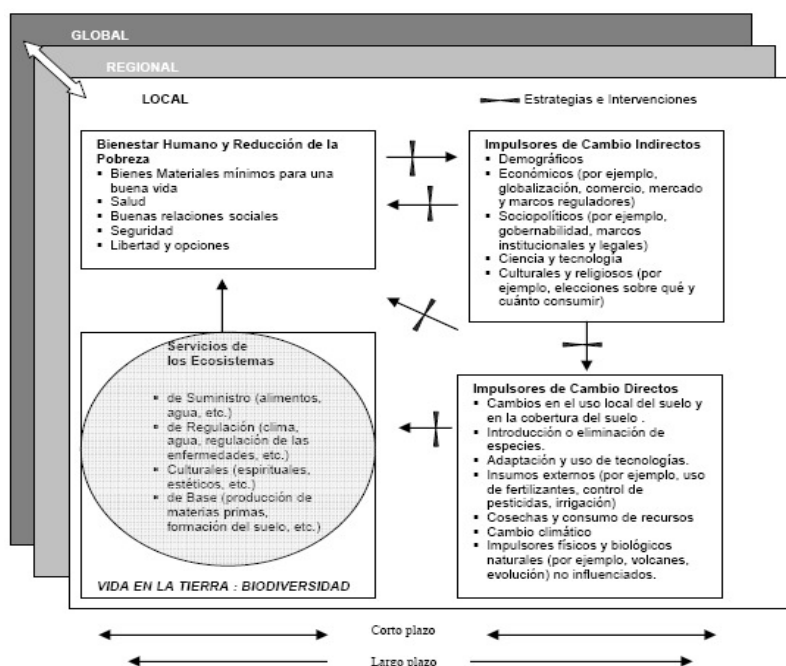 GLOBAL
REGIONAL
LOCAL
Estrategias e Intervenciones
Bienestar Humano y Reducción de la
Pobreza
▪ Bienes Materiales mínimos para una
buena vida
▪ Salud
▪ Buenas relaciones sociales
▪ Seguridad
▪ Libertad y opciones
Impulsores de Cambio Indirectos
▪ Demográficos
▪ Económicos (por ejemplo,
globalización, comercio, mercado
y marcos reguladores)
▪ Sociopolíticos (por ejemplo,
gobernabilidad, marcos
institucionales y legales)
▪ Ciencia y tecnología
▪ Culturales y religiosos (por
ejemplo, elecciones sobre qué y
cuánto consumir)
Servicios de
los Ecosistemas
▪ de Suministro (alimentos,
agua, etc.)
▪ de Regulación (clima,
agua, regulación de las
enfermedades, etc.)
▪ Culturales (espirituales,
estéticos, etc.)
▪ de Base (producción de
materias primas,
formación del suelo, etc.)
VIDA EN LA TIERRA : BIODIVERSIDAD
Impulsores de Cambio Directos
▪ Cambios en el uso local del suelo y
en la cobertura del suelo .
▪ Introducción o eliminación de
especies.
▪ Adaptación y uso de tecnologías.
▪ Insumos externos (por ejemplo, uso
de fertilizantes, control de
pesticidas, irrigación)
▪ Cosechas y consumo de recursos
▪ Cambio climático
▪ Impulsores físicos y biológicos
naturales (por ejemplo, volcanes,
evolución) no influenciados.
Corto plazo
Largo plazo